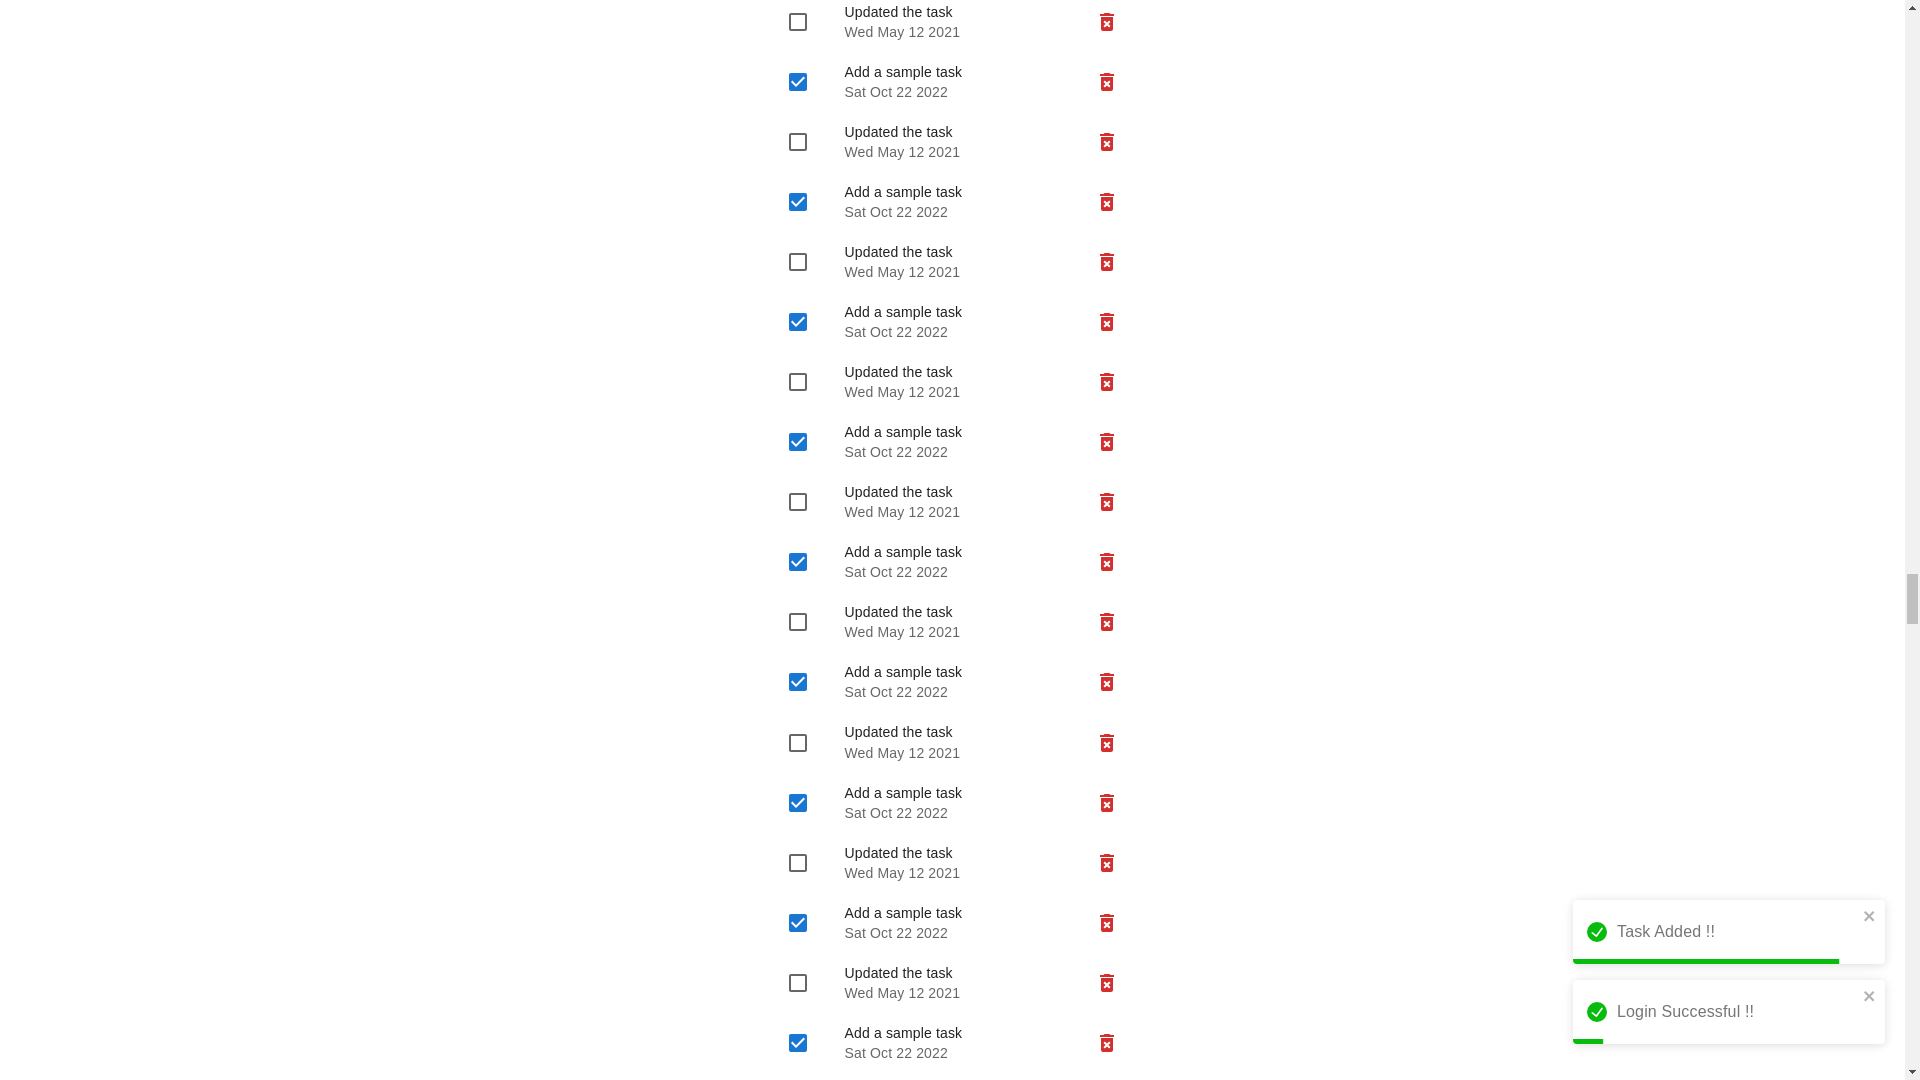 Updated the task
Wed May 12 2021
Add a sample task
Sat Oct 22 2022
Updated the task
Wed May 12 2021
Add a sample task
Sat Oct 22 2022
Updated the task
Wed May 12 2021
Add a sample task
Sat Oct 22 2022
Updated the task
Wed May 12 2021
Add a sample task
Sat Oct 22 2022
Updated the task
Wed May 12 2021
Add a sample task
Sat Oct 22 2022
Updated the task
Wed May 12 2021
Add a sample task
Sat Oct 22 2022
Updated the task
Wed May 12 2021
Add a sample task
Sat Oct 22 2022
Updated the task
Wed May 12 2021
Add a sample task
Sat Oct 22 2022
Updated the task
Wed May 12 2021
Add a sample task
Sat Oct 22 2022
Task Added !!
Login Successful !!